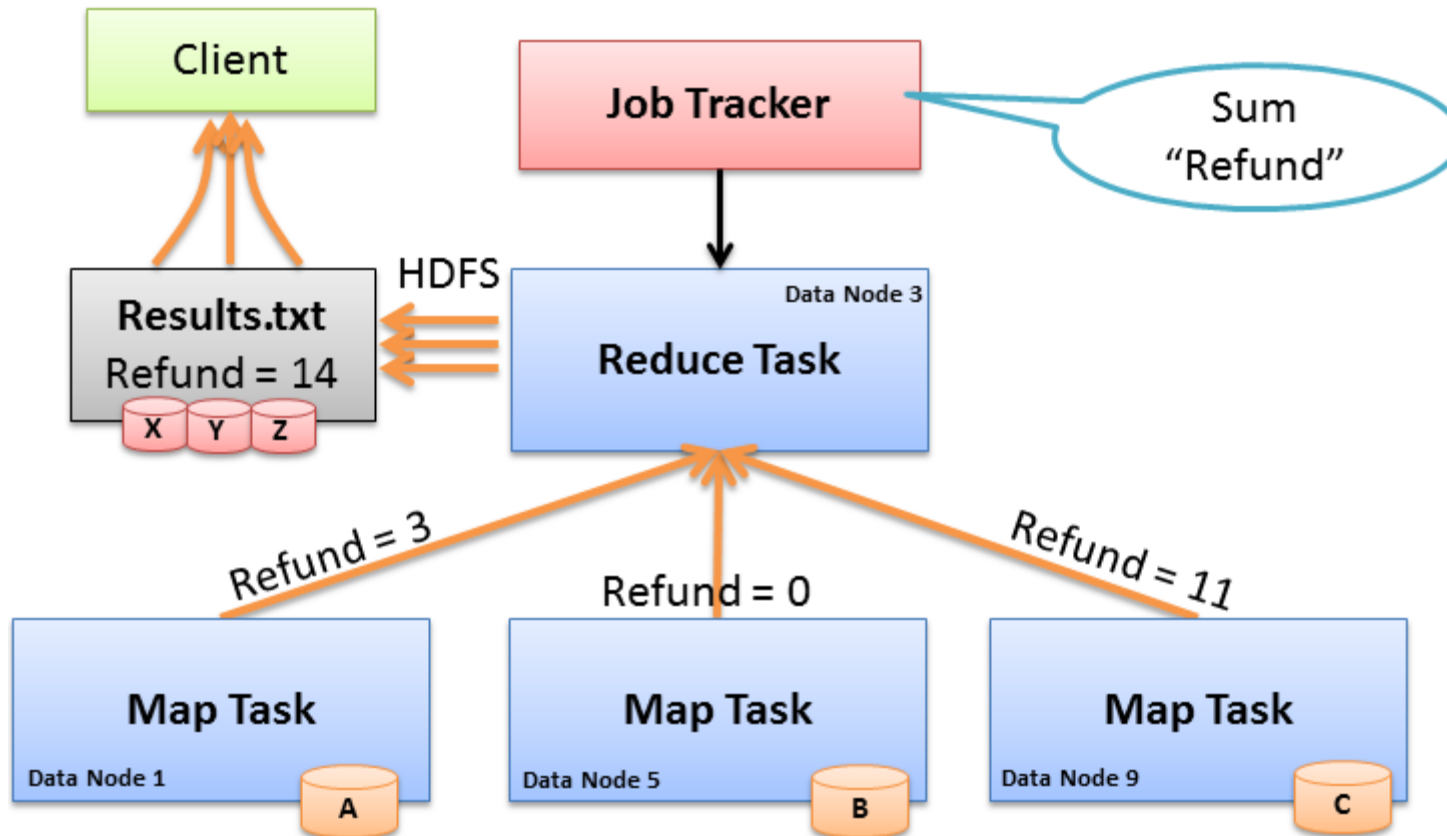 Client
Job Tracker
Sum
“Refund”
HDFS
Results.txt
Refund = 14
X
Y
Z
Data Node 3
Reduce Task
Refund = 3
Refund = 0
Refund = 11
Map Task
Data Node 1
A
Map Task
Data Node 5
B
Map Task
Data Node 9
C